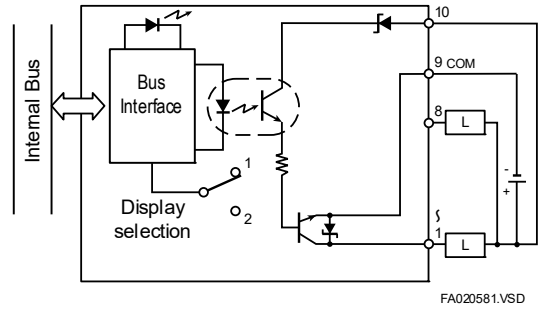 10
9 COM
Internal Bus
Bus
Interface
8
L
1
Display
selection
2
-
+
1
L
FA020581.VSD